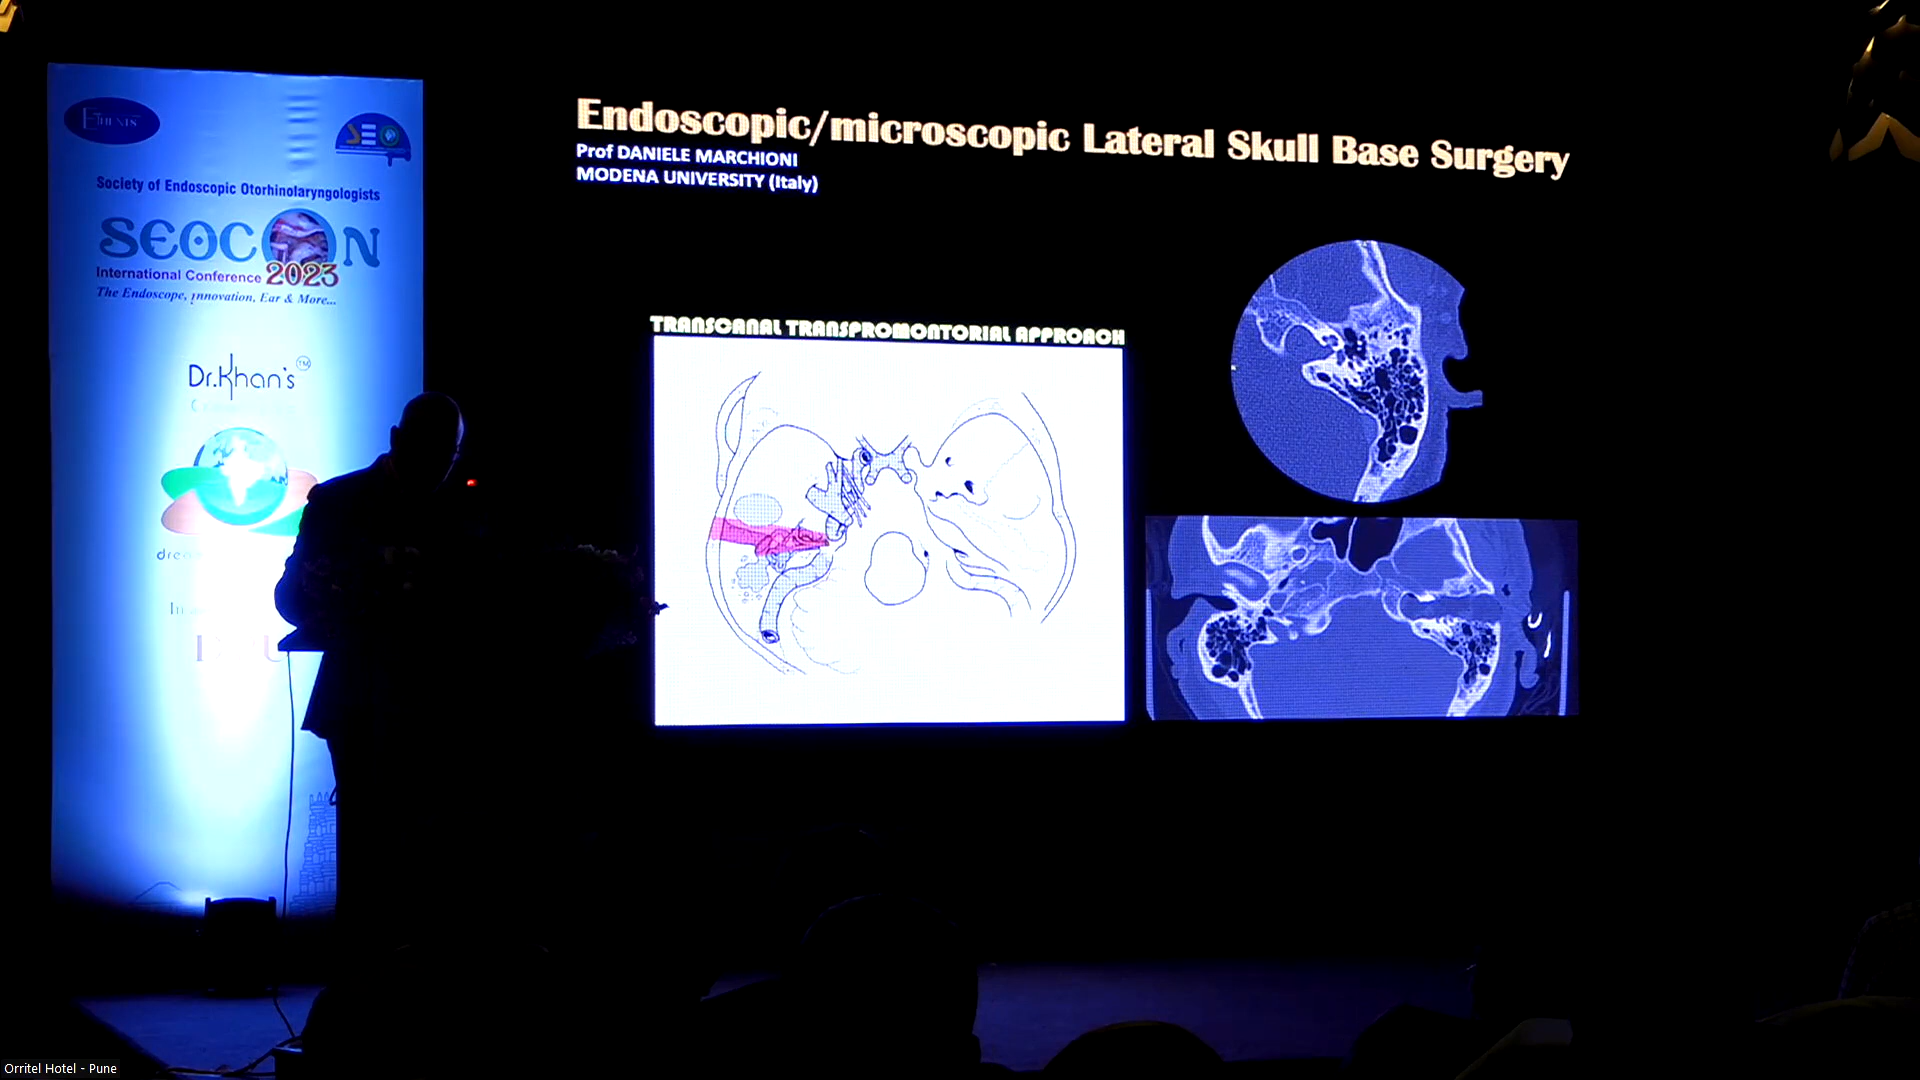 Society of Endoscopic Otorhinolaryngologists
SEOCON
International Conference 2023
The Endoscope, Innovation, Ear & More...
Dr.Khan's TM
Endoscopic/microscopic Lateral Skull Base Surgery
Prof DANIELE MARCHIONI
MODENA UNIVERSITY (Italy)
TRANSCANAL TRANSPROMONTORIAL APPROACH
Orritel Hotel - Pune